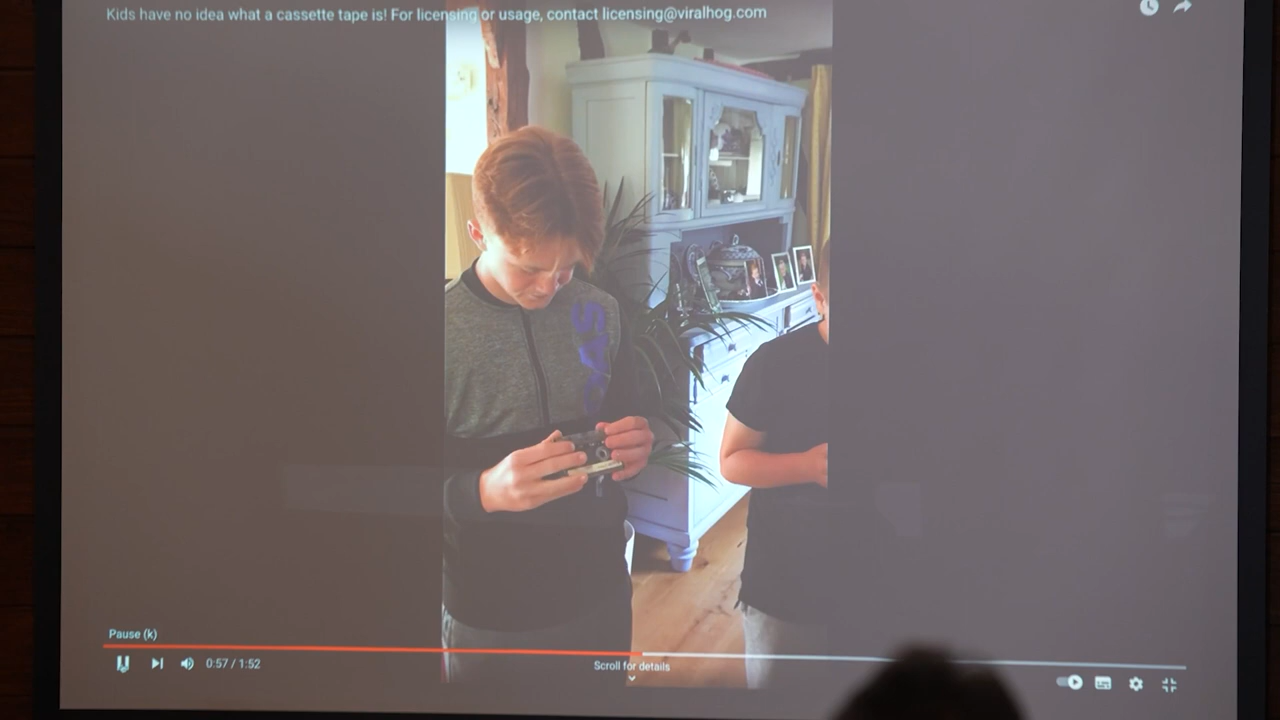 Kids have no idea what a cassette tape is! For licensing or usage, contact licensing@viralhog.com
Pause (k)
0:57 / 1:52
Scroll for details